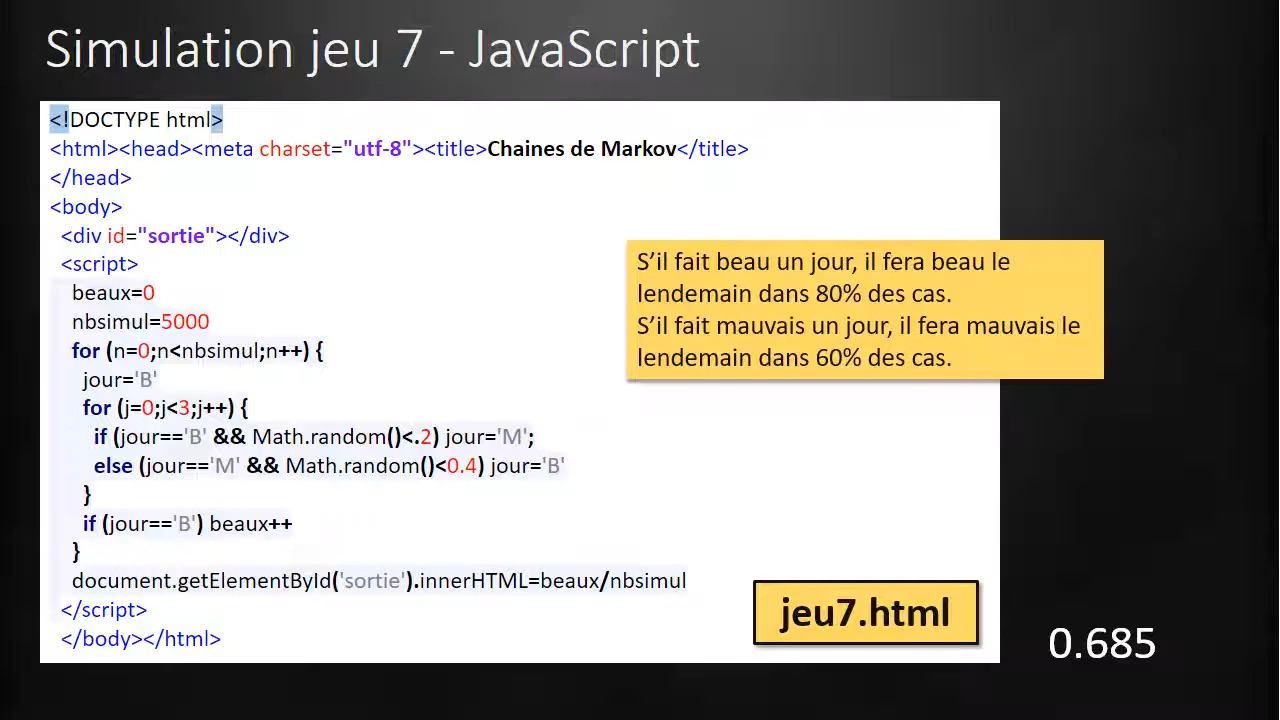 Simulation jeu 7 - JavaScript
<!DOCTYPE html>
<html><head><meta charset="utf-8"><title>Chaines de Markov</title>
</head>
<body>
<div id="sortie"></div>
<script>
beaux=0
nbsimul=5000
for (n=0;n<nbsimul;n++) {
jour='B'
for (j=0;j<3;j++) {
if (jour=='B' && Math.random()<.2) jour='M';
else (jour=='M' && Math.random()<0.4) jour='B'
}
if (jour=='B') beaux++
}
document.getElementById('sortie').innerHTML=beaux/nbsimul
</script>
</body></html>
S’il fait beau un jour, il fera beau le
lendemain dans 80% des cas.
S’il fait mauvais un jour, il fera mauvais le
lendemain dans 60% des cas.
jeu7.html
0.685